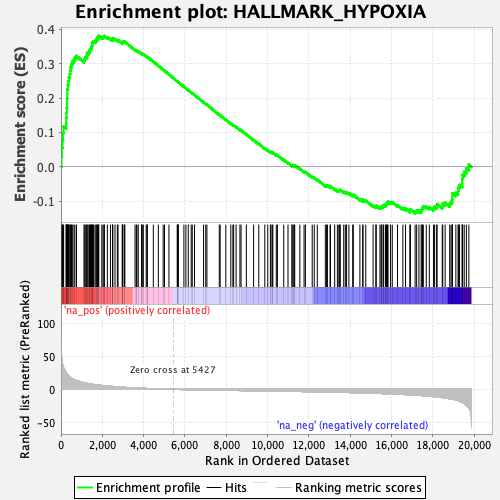 Enrichment plot: HALLMARK_HYPOXIA
Enrichment score (ES)
0.4
0.3
0.2
0.1
0.0
-0.1
'na_pos' (positively correlated)
Ranked list metric (PreRanked)
100
50
0
-50
Zero cross at 5427
'na_neg' (negatively correlated)
0
2,000
4,000
6,000
8,000
10,000
12,000
14,000
16,000
18,000
20,000
Rank in Ordered Dataset
Enrichment profile
Hits
Ranking metric scores